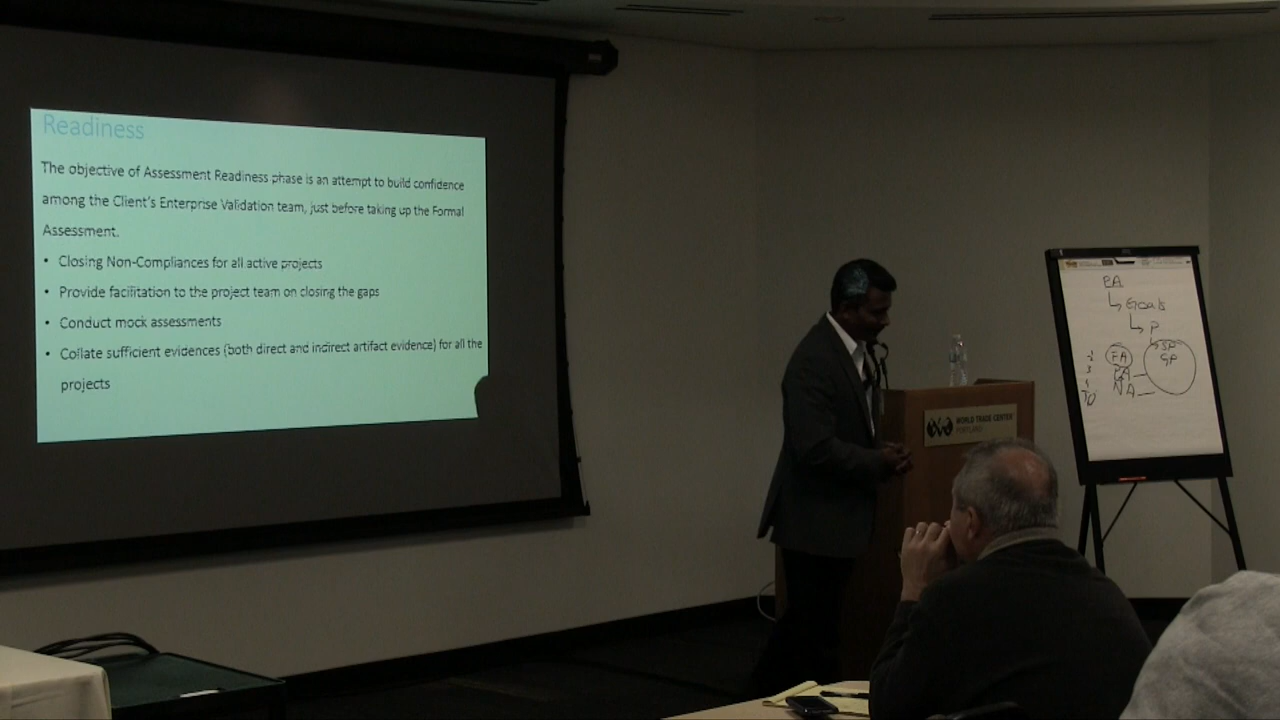 Readiness
The objective of Assessment Readiness phase is an attempt to build confidence
among the Client's Enterprise Validation team, just before taking up the Formal
Assessment.
• Closing Non-Compliances for all active projects
• Provide facilitation to the project team on closing the gaps
• Conduct mock assessments
• Collate sufficient evidences (both direct and indirect artifact evidence) for all the
projects
WORLD TRADE CENTER
PORTLAND
PA
Goals
P
SP
GP
FA
PA
NA